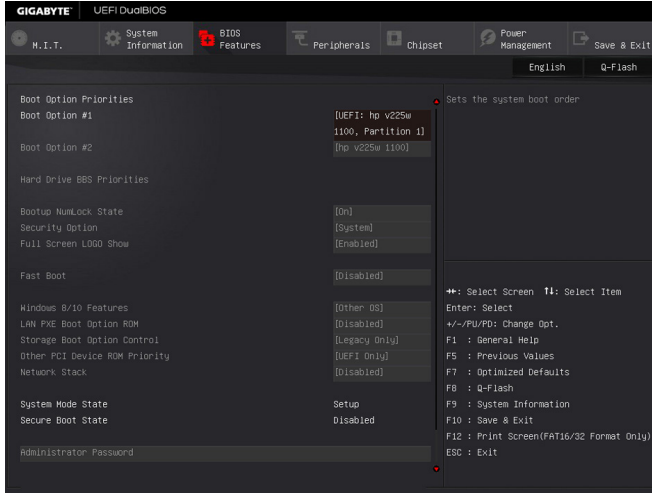 GIGABYTE™ UEFI DualBIOS
M.I.T. System Information BIOS Features Peripherals Chipset Power Management Save & Exit
English Q-Flash
Boot Option Priorities
Boot Option #1 [UEFI: hp v225w 1100, Partition 1]
Boot Option #2 [hp v225w 1100]
Hard Drive BBS Priorities
Bootup NumLock State [On]
Security Option [System]
Full Screen LOGO Show [Enabled]
Fast Boot [Disabled]
Windows 8/10 Features [Other OS]
LAN PXE Boot Option ROM [Disabled]
Storage Boot Option Control [Legacy Only]
Other PCI Device ROM Priority [UEFI Only]
Network Stack [Disabled]
System Mode State Setup
Secure Boot State Disabled
Administrator Password
Sets the system boot order
→←: Select Screen ↑↓: Select Item
Enter: Select
+/-/PU/PD: Change Opt.
F1 : General Help
F5 : Previous Values
F7 : Optimized Defaults
F8 : Q-Flash
F9 : System Information
F10 : Save & Exit
F12 : Print Screen(FAT16/32 Format Only)
ESC : Exit